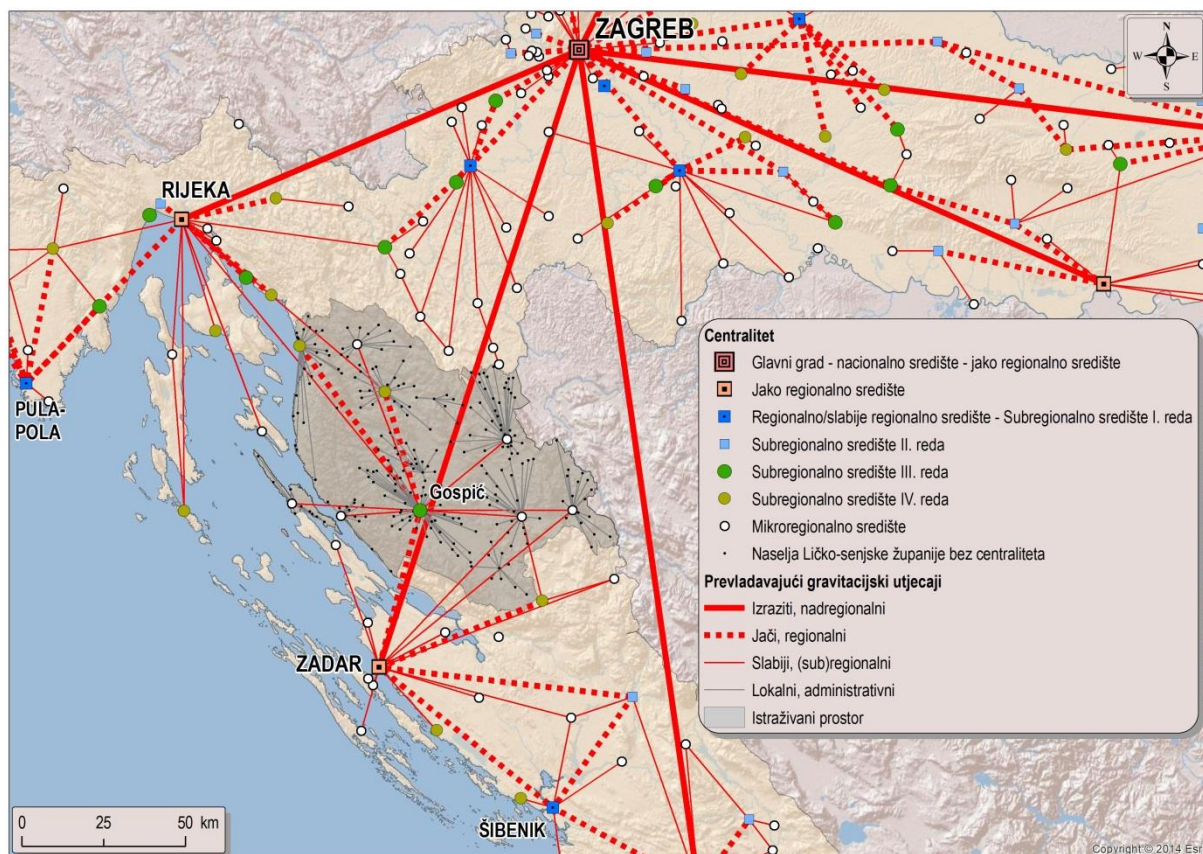 ZAGREB
N
W E
S
RIJEKA
PULA-
POLA
Gospić
ZADAR
ŠIBENIK
Centralitet
Glavni grad - nacionalno središte - jako regionalno središte
Jako regionalno središte
Regionalno/slabije regionalno središte - Subregionalno središte I. reda
Subregionalno središte II. reda
Subregionalno središte III. reda
Subregionalno središte IV. reda
Mikroregionalno središte
Naselja Ličko-senjske županije bez centraliteta
Prevladavajući gravitacijski utjecaji
Izraziti, nadregionalni
Jači, regionalni
Slabiji, (sub)regionalni
Lokalni, administrativni
Istraživani prostor
0 25 50 km
Copyright © 2014 Esr